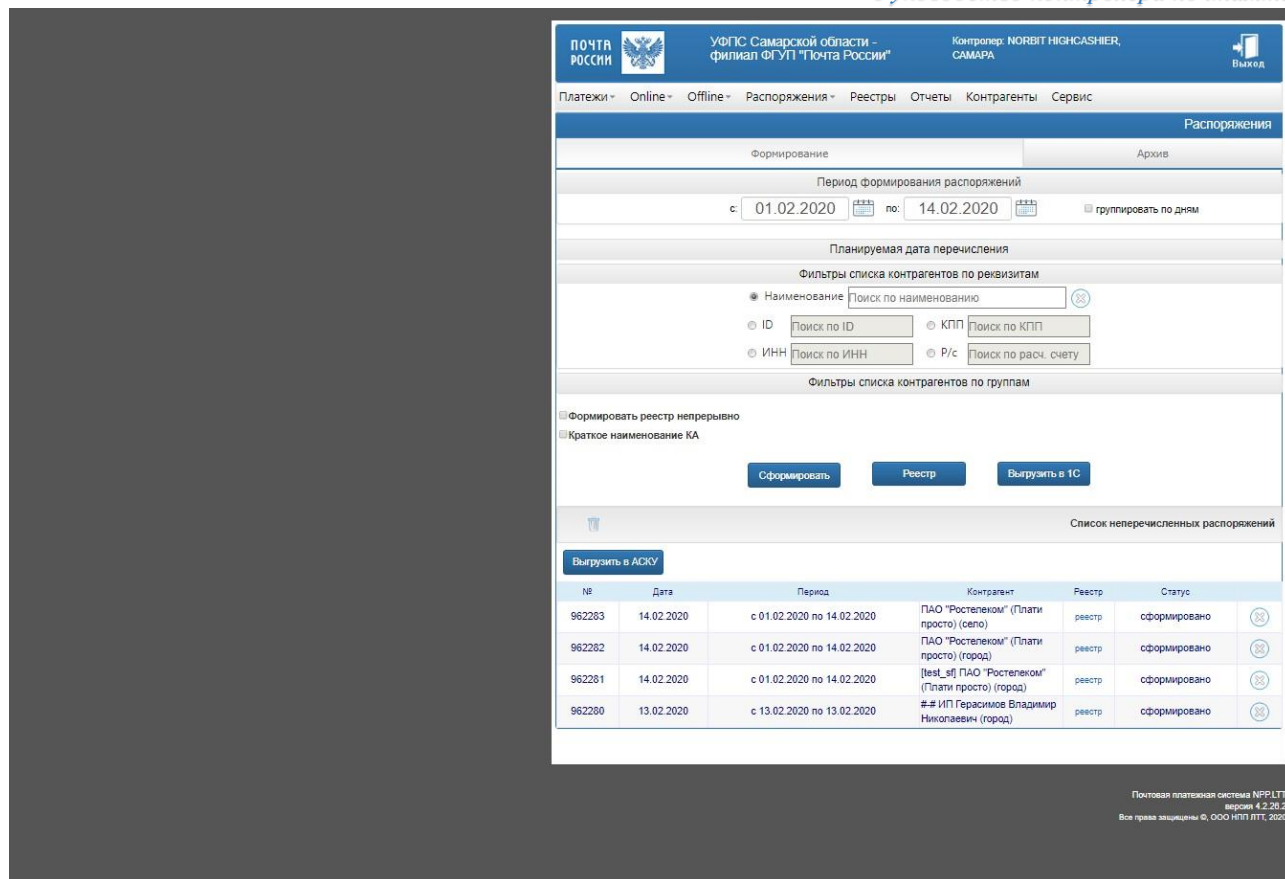 ПОЧТА
РОССИИ
УФПС Самарской области -
филиал ФГУП "Почта России"
Контролер: NORBIT HIGHCASHIER,
САМАРА
Выход
Платежи Online Offline Распоряжения Реестры Отчеты Контрагенты Сервис
Распоряжения
Формирование Архив
Период формирования распоряжений
с: 01.02.2020 по: 14.02.2020 группировать по дням
Планируемая дата перечисления
Фильтры списка контрагентов по реквизитам
Наименование Поиск по наименованию
ID Поиск по ID КПП Поиск по КПП
ИНН Поиск по ИНН Р/с Поиск по расч. счету
Фильтры списка контрагентов по группам
Формировать реестр непрерывно
Краткое наименование КА
Сформировать Реестр Выгрузить в 1С
Список неперечисленных распоряжений
Выгрузить в АСКУ
№ Дата Период Контрагент Реестр Статус
962283 14.02.2020 с 01.02.2020 по 14.02.2020 ПАО "Ростелеком" (Плати
просто) (село) реестр сформировано
962282 14.02.2020 с 01.02.2020 по 14.02.2020 ПАО "Ростелеком" (Плати
просто) (город) реестр сформировано
962281 14.02.2020 с 01.02.2020 по 14.02.2020 [test_sf] ПАО "Ростелеком"
(Плати просто) (город) реестр сформировано
962280 13.02.2020 с 13.02.2020 по 13.02.2020 #-# ИП Герасимов Владимир
Николаевич (город) реестр сформировано
Почтовая платежная система NPP.LTT
версия 4.2.26.2
Все права защищены ©, ООО НПП ЛТТ, 2020